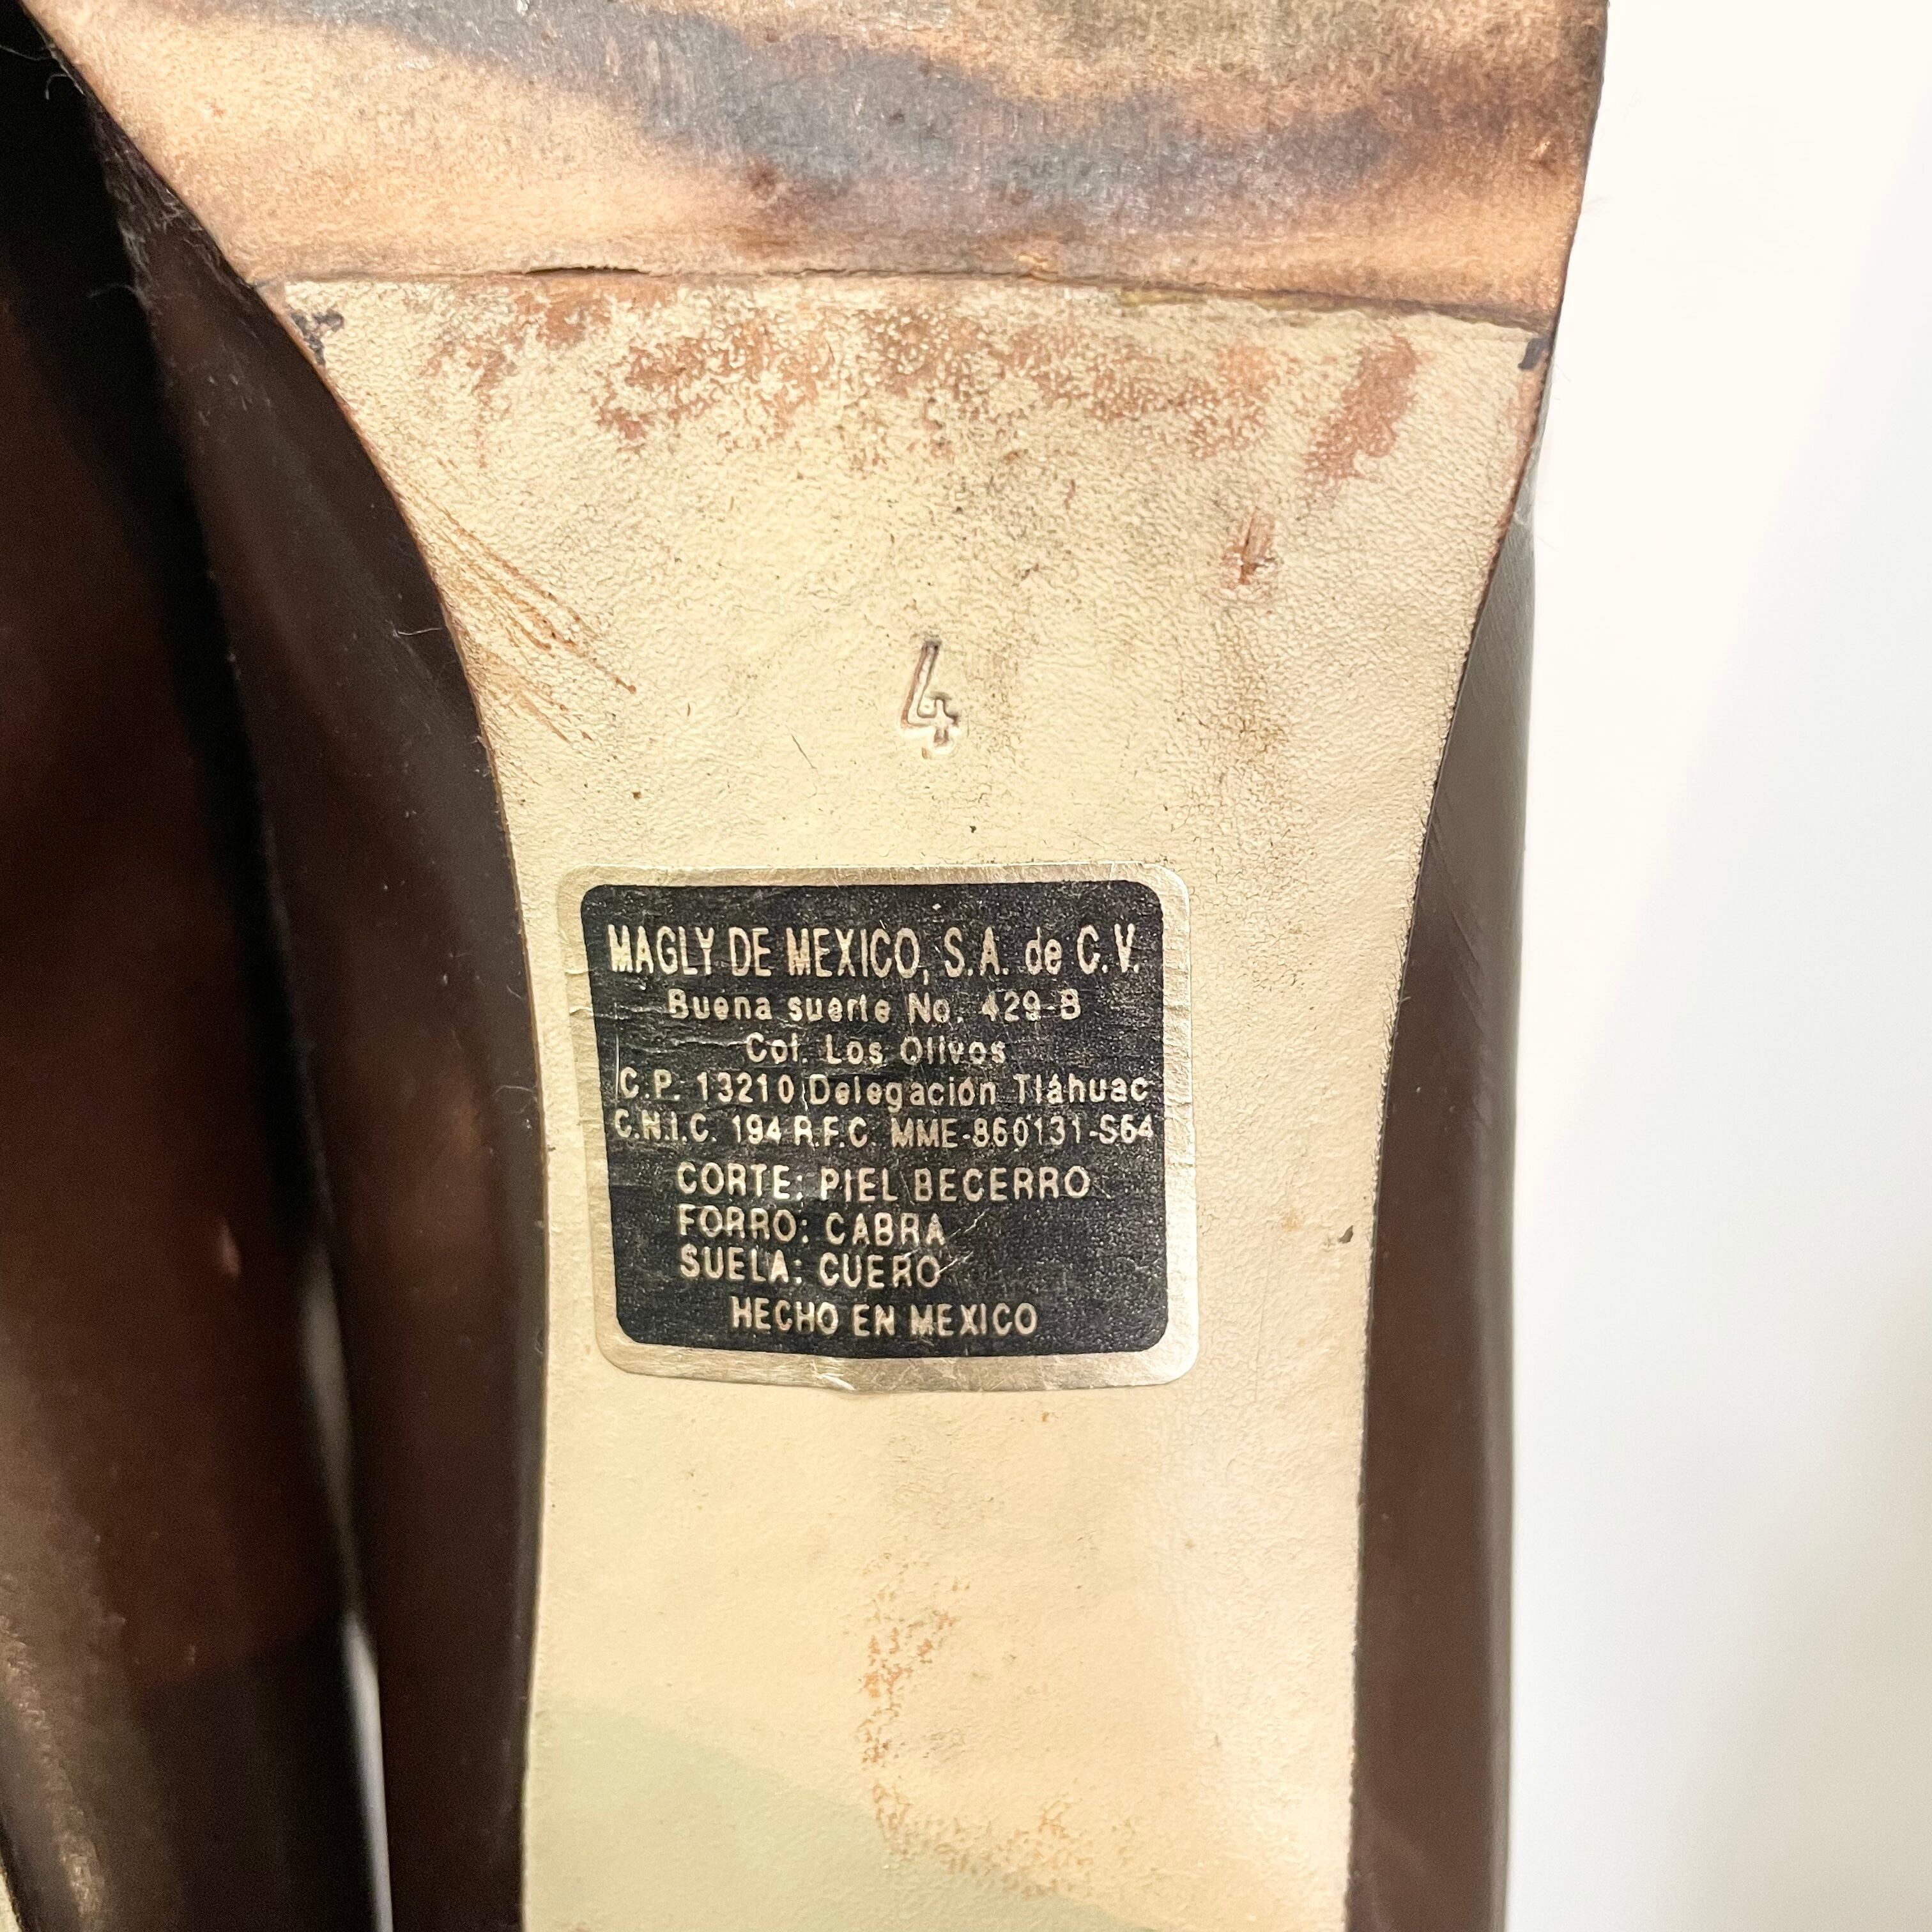 4
MAGLY DE MEXICO, S.A. de C.V.
Buena suerte No. 429-B
Col. Los Olivos
C.P. 13210 Delegación Tláhuac
C.N.I.C. 194 R.F.C. MME-860131-S64
CORTE: PIEL BECERRO
FORRO: CABRA
SUELA: CUERO
HECHO EN MEXICO